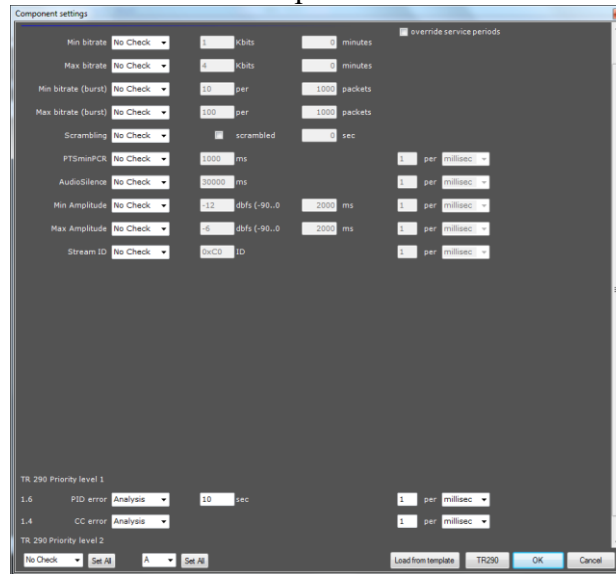 Component settings
override service periods
Min bitrate No Check 1 Kbits 0 minutes
Max bitrate No Check 4 Kbits 0 minutes
Min bitrate (burst) No Check 10 per 1000 packets
Max bitrate (burst) No Check 100 per 1000 packets
Scrambling No Check scrambled 0 sec
PTSminPCR No Check 1000 ms 1 per millisec
AudioSilence No Check 30000 ms 1 per millisec
Min Amplitude No Check -12 dbfs (-90..0 2000 ms 1 per millisec
Max Amplitude No Check -6 dbfs (-90..0 2000 ms 1 per millisec
Stream ID No Check 0xC0 ID 1 per millisec
TR 290 Priority level 1
1.6 PID error Analysis 10 sec 1 per millisec
1.4 CC error Analysis 1 per millisec
TR 290 Priority level 2
No Check Set All A Set All Load from template TR290 OK Cancel